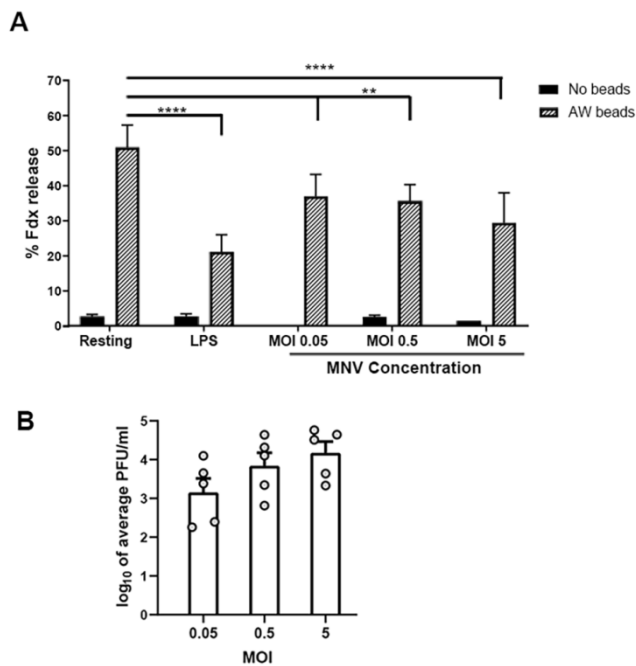 A
****
**
****
No beads
AW beads
% Fdx release
70
60
50
40
30
20
10
0
Resting
LPS
MOI 0.05
MOI 0.5
MOI 5
MNV Concentration
B
log10 of average PFU/ml
5
4
3
2
1
0
0.05
0.5
5
MOI